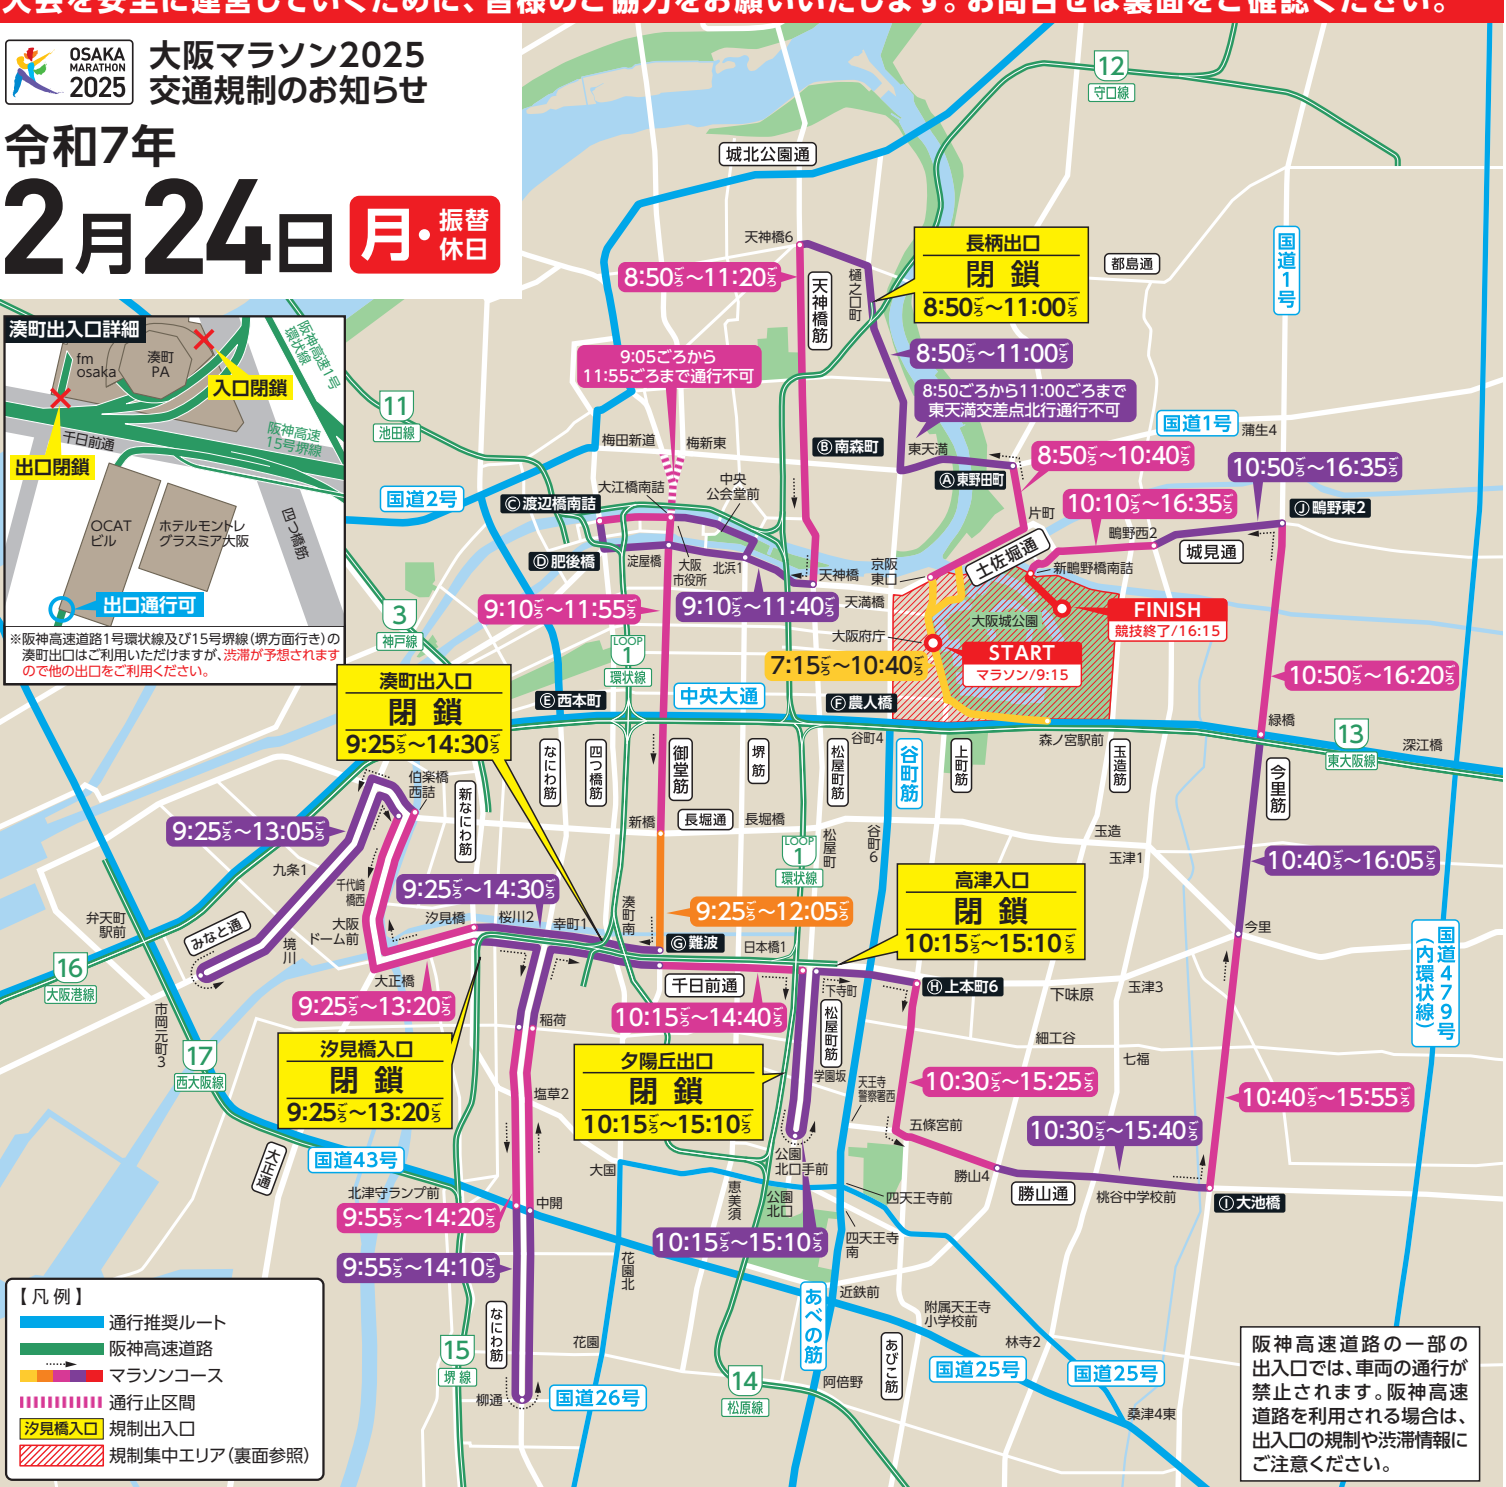 大会を安全に運営していくために、皆様のご協力をお願いいたします。お問合せは裏面をご確認ください。
OSAKA
MARATHON
2025
大阪マラソン2025
交通規制のお知らせ
令和7年
2月24日
月・振替
休日
湊町出入口詳細
fm
osaka
湊町
PA
入口閉鎖
阪神高速1号
環状線
阪神高速
15号堺線
千日前通
出口閉鎖
OCAT
ビル
ホテルモントレ
グラスミア大阪
四つ橋筋
出口通行可
※阪神高速道路1号環状線及び15号堺線(堺方面行き)の
湊町出口はご利用いただけますが、渋滞が予想されます
ので他の出口をご利用ください。
12
守口線
城北公園通
天神橋6
8:50ごろ〜11:20ごろ
天神橋筋
樋之口町
長柄出口
閉鎖
8:50ごろ〜11:00ごろ
都島通
国道1号
8:50ごろ〜11:00ごろ
9:05ごろから
11:55ごろまで通行不可
8:50ごろから11:00ごろまで
東天満交差点北行通行不可
11
池田線
国道1号
蒲生4
梅田新道
梅新東
Ⓑ南森町
東天満
8:50ごろ〜10:40ごろ
10:50ごろ〜16:35ごろ
国道2号
大江橋南詰
中央
公会堂前
Ⓐ東野田町
Ⓒ渡辺橋南詰
片町
10:10ごろ〜16:35ごろ
Ⓙ鴫野東2
鴫野西2
城見通
Ⓓ肥後橋
淀屋橋
大阪
市役所
北浜1
天神橋
京阪
東口
土佐堀通
新鴫野橋南詰
3
神戸線
9:10ごろ〜11:55ごろ
9:10ごろ〜11:40ごろ
天満橋
大阪府庁
大阪城公園
FINISH
競技終了/16:15
LOOP
1
環状線
7:15ごろ〜10:40ごろ
START
マラソン/9:15
10:50ごろ〜16:20ごろ
湊町出入口
閉鎖
9:25ごろ〜14:30ごろ
Ⓔ西本町
中央大通
Ⓕ農人橋
緑橋
なにわ筋
四つ橋筋
御堂筋
堺筋
松屋町筋
谷町4
谷町筋
上町筋
森ノ宮駅前
玉造筋
今里筋
13
東大阪線
深江橋
伯楽橋
西詰
新なにわ筋
9:25ごろ〜13:05ごろ
新橋
長堀通
長堀橋
LOOP
1
環状線
松屋町
谷町6
玉造
玉津1
10:40ごろ〜16:05ごろ
九条1
千代崎
橋西
9:25ごろ〜14:30ごろ
高津入口
閉鎖
10:15ごろ〜15:10ごろ
弁天町
駅前
みなと通
境川
大阪
ドーム前
汐見橋
桜川2
幸町1
湊町南
9:25ごろ〜12:05ごろ
Ⓖ難波
日本橋1
今里
国道479号
(内環状線)
16
大阪港線
大正橋
9:25ごろ〜13:20ごろ
千日前通
下寺町
Ⓗ上本町6
下味原
玉津3
10:15ごろ〜14:40ごろ
松屋町筋
市岡元町3
稲荷
細工谷
七福
17
西大阪線
汐見橋入口
閉鎖
9:25ごろ〜13:20ごろ
夕陽丘出口
閉鎖
10:15ごろ〜15:10ごろ
学園坂
天王寺
警察署西
10:30ごろ〜15:25ごろ
10:40ごろ〜15:55ごろ
塩草2
五條宮前
10:30ごろ〜15:40ごろ
大正通
国道43号
大国
公園
北口手前
勝山4
勝山通
桃谷中学校前
Ⓘ大池橋
北津守ランプ前
恵美須
公園
北口
四天王寺前
9:55ごろ〜14:20ごろ
中開
10:15ごろ〜15:10ごろ
四天王寺
南
9:55ごろ〜14:10ごろ
花園北
近鉄前
なにわ筋
あべの筋
附属天王寺
小学校前
花園
あびこ筋
林寺2
15
堺線
国道25号
国道25号
14
松原線
阿倍野
柳通
国道26号
桑津4東
【凡例】
通行推奨ルート
阪神高速道路
マラソンコース
通行止区間
汐見橋入口 規制出入口
規制集中エリア(裏面参照)
阪神高速道路の一部の
出入口では、車両の通行が
禁止されます。阪神高速
道路を利用される場合は、
出入口の規制や渋滞情報に
ご注意ください。